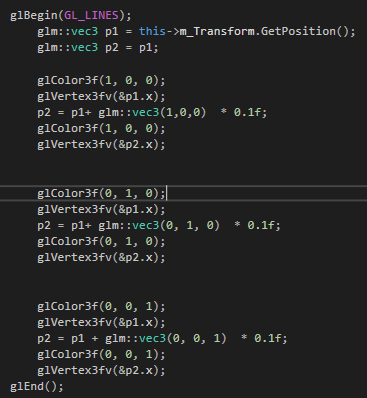 glBegin(GL_LINES);
    glm::vec3 p1 = this->m_Transform.GetPosition();
    glm::vec3 p2 = p1;

    glColor3f(1, 0, 0);
    glVertex3fv(&p1.x);
    p2 = p1+ glm::vec3(1,0,0)  * 0.1f;
    glColor3f(1, 0, 0);
    glVertex3fv(&p2.x);


    glColor3f(0, 1, 0);
    glVertex3fv(&p1.x);
    p2 = p1+ glm::vec3(0, 1, 0)  * 0.1f;
    glColor3f(0, 1, 0);
    glVertex3fv(&p2.x);


    glColor3f(0, 0, 1);
    glVertex3fv(&p1.x);
    p2 = p1 + glm::vec3(0, 0, 1)  * 0.1f;
    glColor3f(0, 0, 1);
    glVertex3fv(&p2.x);
glEnd();